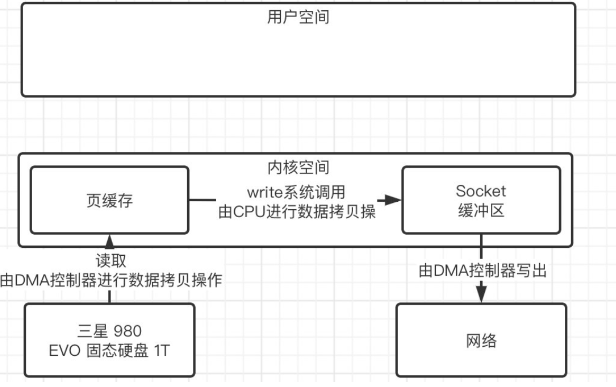 用户空间
内核空间
页缓存
write系统调用
由CPU进行数据拷贝操
Socket
缓冲区
读取
由DMA控制器进行数据拷贝操作
由DMA控制器写出
三星 980
EVO 固态硬盘 1T
网络